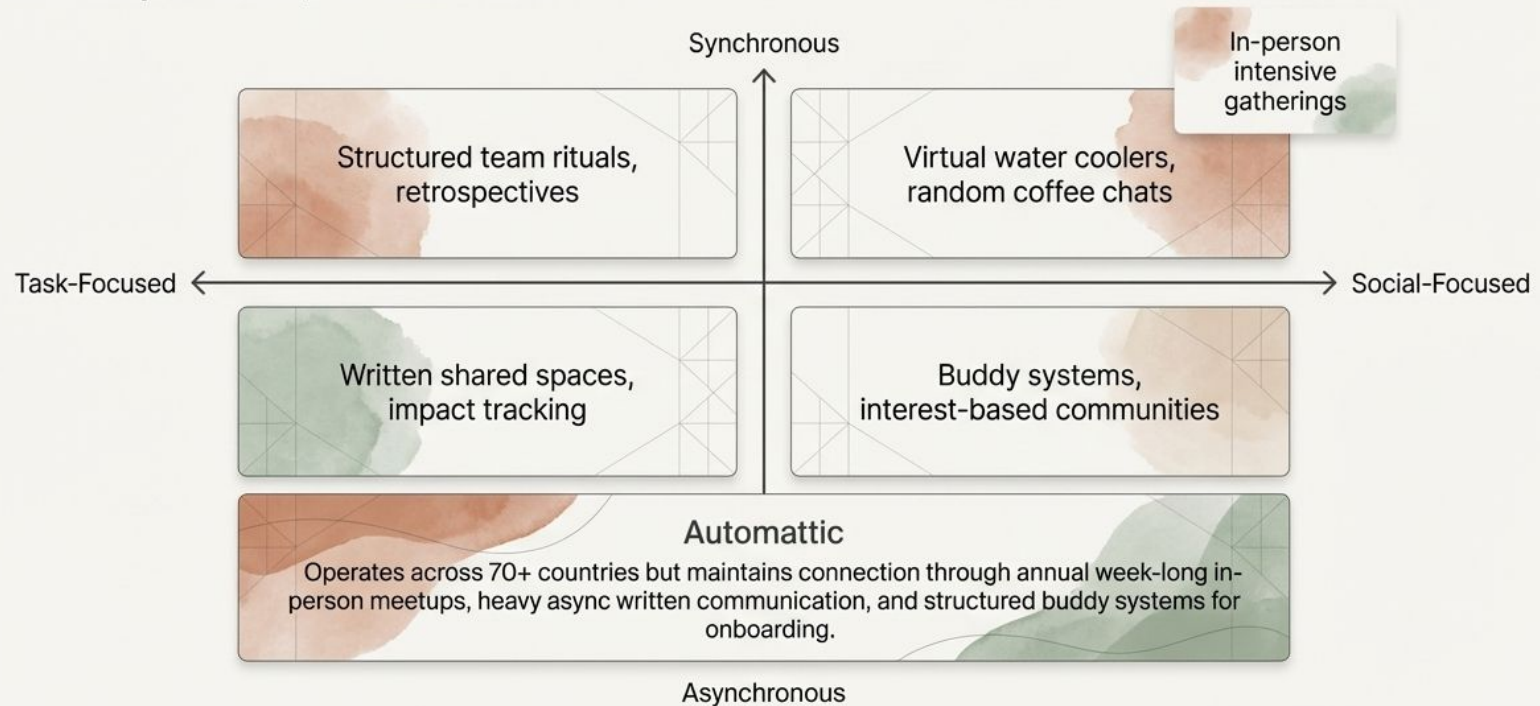 Synchronous
In-person
intensive
gatherings
Structured team rituals,
retrospectives
Virtual water coolers,
random coffee chats
Task-Focused
Social-Focused
Written shared spaces,
impact tracking
Buddy systems,
interest-based communities
Automattic
Operates across 70+ countries but maintains connection through annual week-long in-
person meetups, heavy async written communication, and structured buddy systems for
onboarding.
Asynchronous